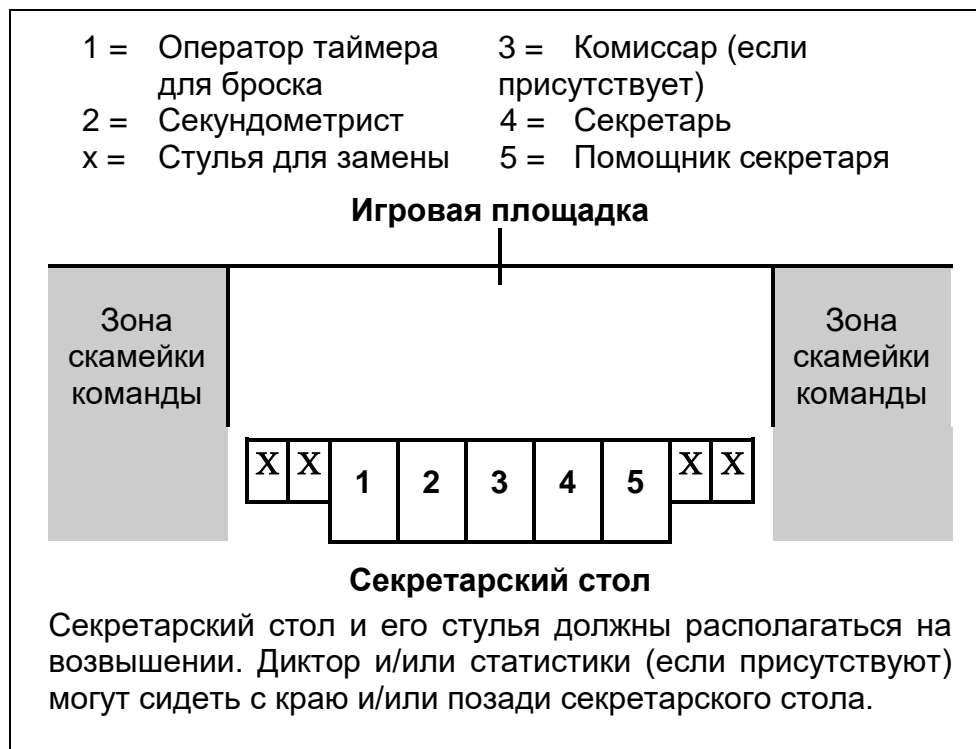 1 = Оператор таймера для броска
2 = Секундометрист
x = Стулья для замены
3 = Комиссар (если присутствует)
4 = Секретарь
5 = Помощник секретаря
Игровая площадка
Зона
скамейки
команды
Зона
скамейки
команды
X X 1 2 3 4 5 X X
Секретарский стол
Секретарский стол и его стулья должны располагаться на
возвышении. Диктор и/или статистики (если присутствуют)
могут сидеть с краю и/или позади секретарского стола.